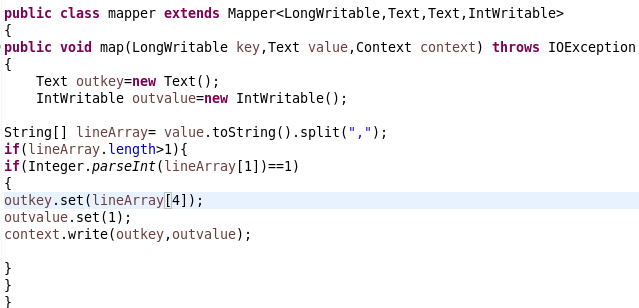 public class mapper extends Mapper<LongWritable,Text,Text,IntWritable>
{
public void map(LongWritable key,Text value,Context context) throws IOException
{
Text outkey=new Text();
IntWritable outvalue=new IntWritable();
String[] lineArray= value.toString().split(",");
if(lineArray.length>1){
if(Integer.parseInt(lineArray[1])==1)
{
outkey.set(lineArray[4]);
outvalue.set(1);
context.write(outkey,outvalue);
}
}
}